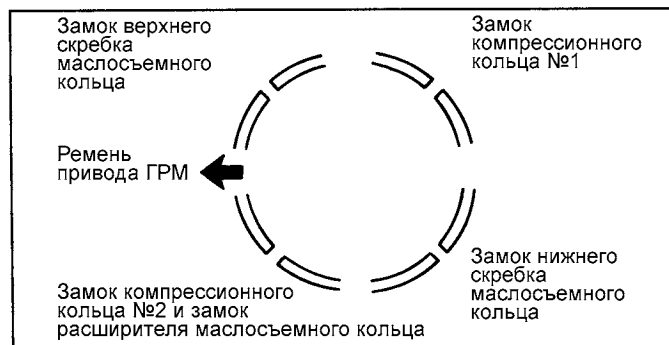 Замок верхнего
скребка
маслосъемного
кольца
Замок
компрессионного
кольца №1
Ремень
привода ГРМ
Замок компрессионного
кольца №2 и замок
расширителя маслосъемного кольца
Замок нижнего
скребка
маслосъемного
кольца